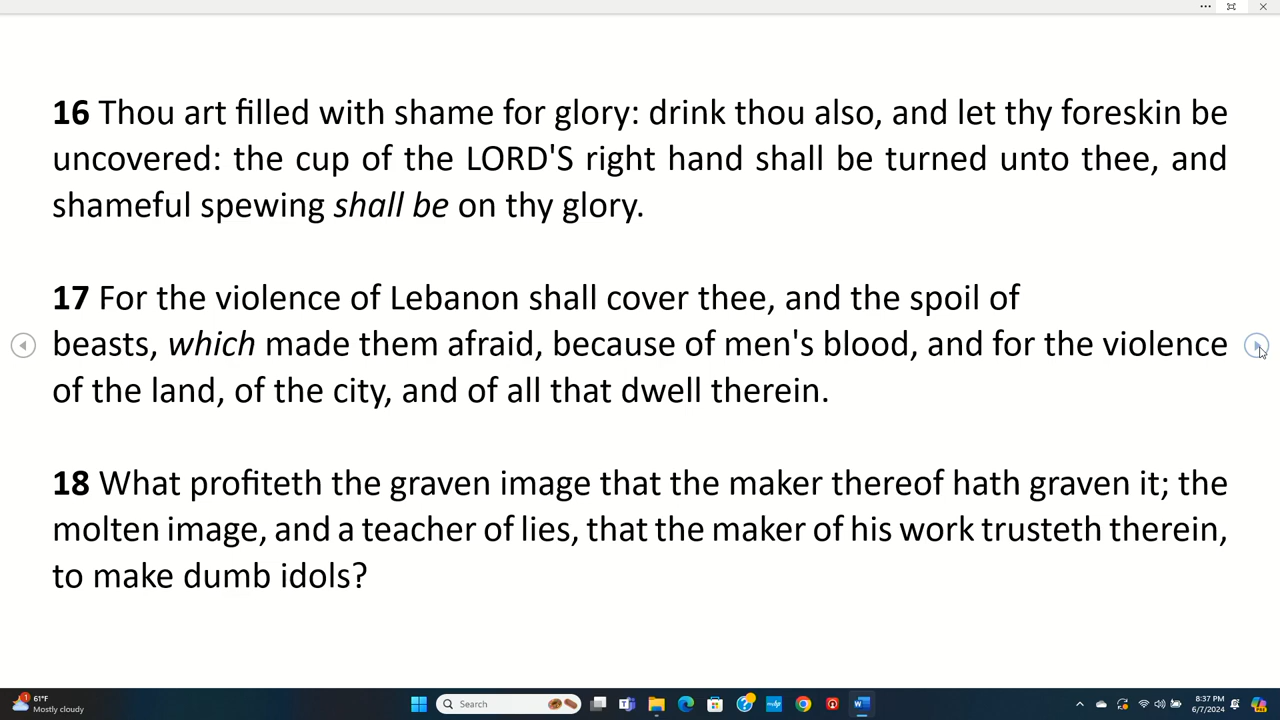 16 Thou art filled with shame for glory: drink thou also, and let thy foreskin be
uncovered: the cup of the LORD'S right hand shall be turned unto thee, and
shameful spewing shall be on thy glory.
17 For the violence of Lebanon shall cover thee, and the spoil of
beasts, which made them afraid, because of men's blood, and for the violence
of the land, of the city, and of all that dwell therein.
18 What profiteth the graven image that the maker thereof hath graven it; the
molten image, and a teacher of lies, that the maker of his work trusteth therein,
to make dumb idols?
1
61°F
Mostly cloudy
Search
8:37 PM
6/7/2024